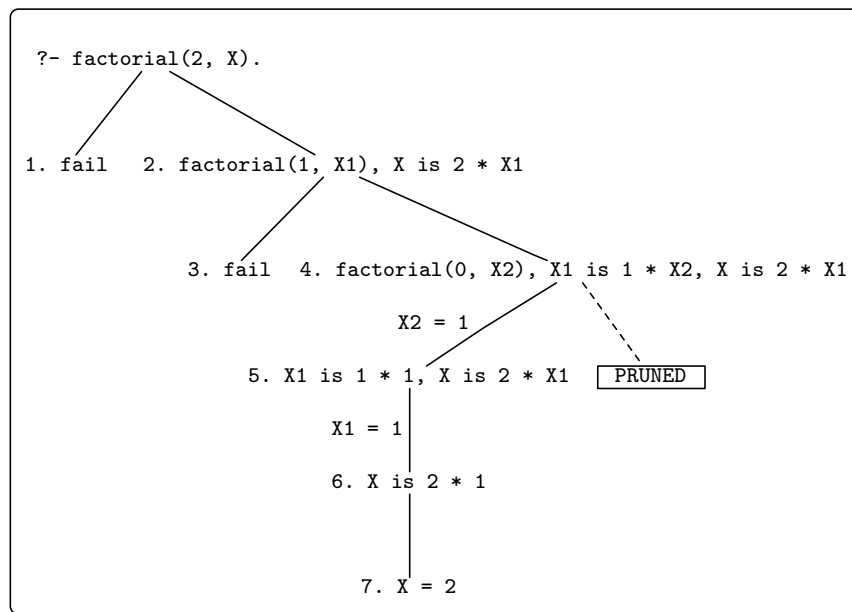 ?- factorial(2, X).
1. fail 2. factorial(1, X1), X is 2 * X1
3. fail 4. factorial(0, X2), X1 is 1 * X2, X is 2 * X1
X2 = 1
5. X1 is 1 * 1, X is 2 * X1 PRUNED
X1 = 1
6. X is 2 * 1
7. X = 2